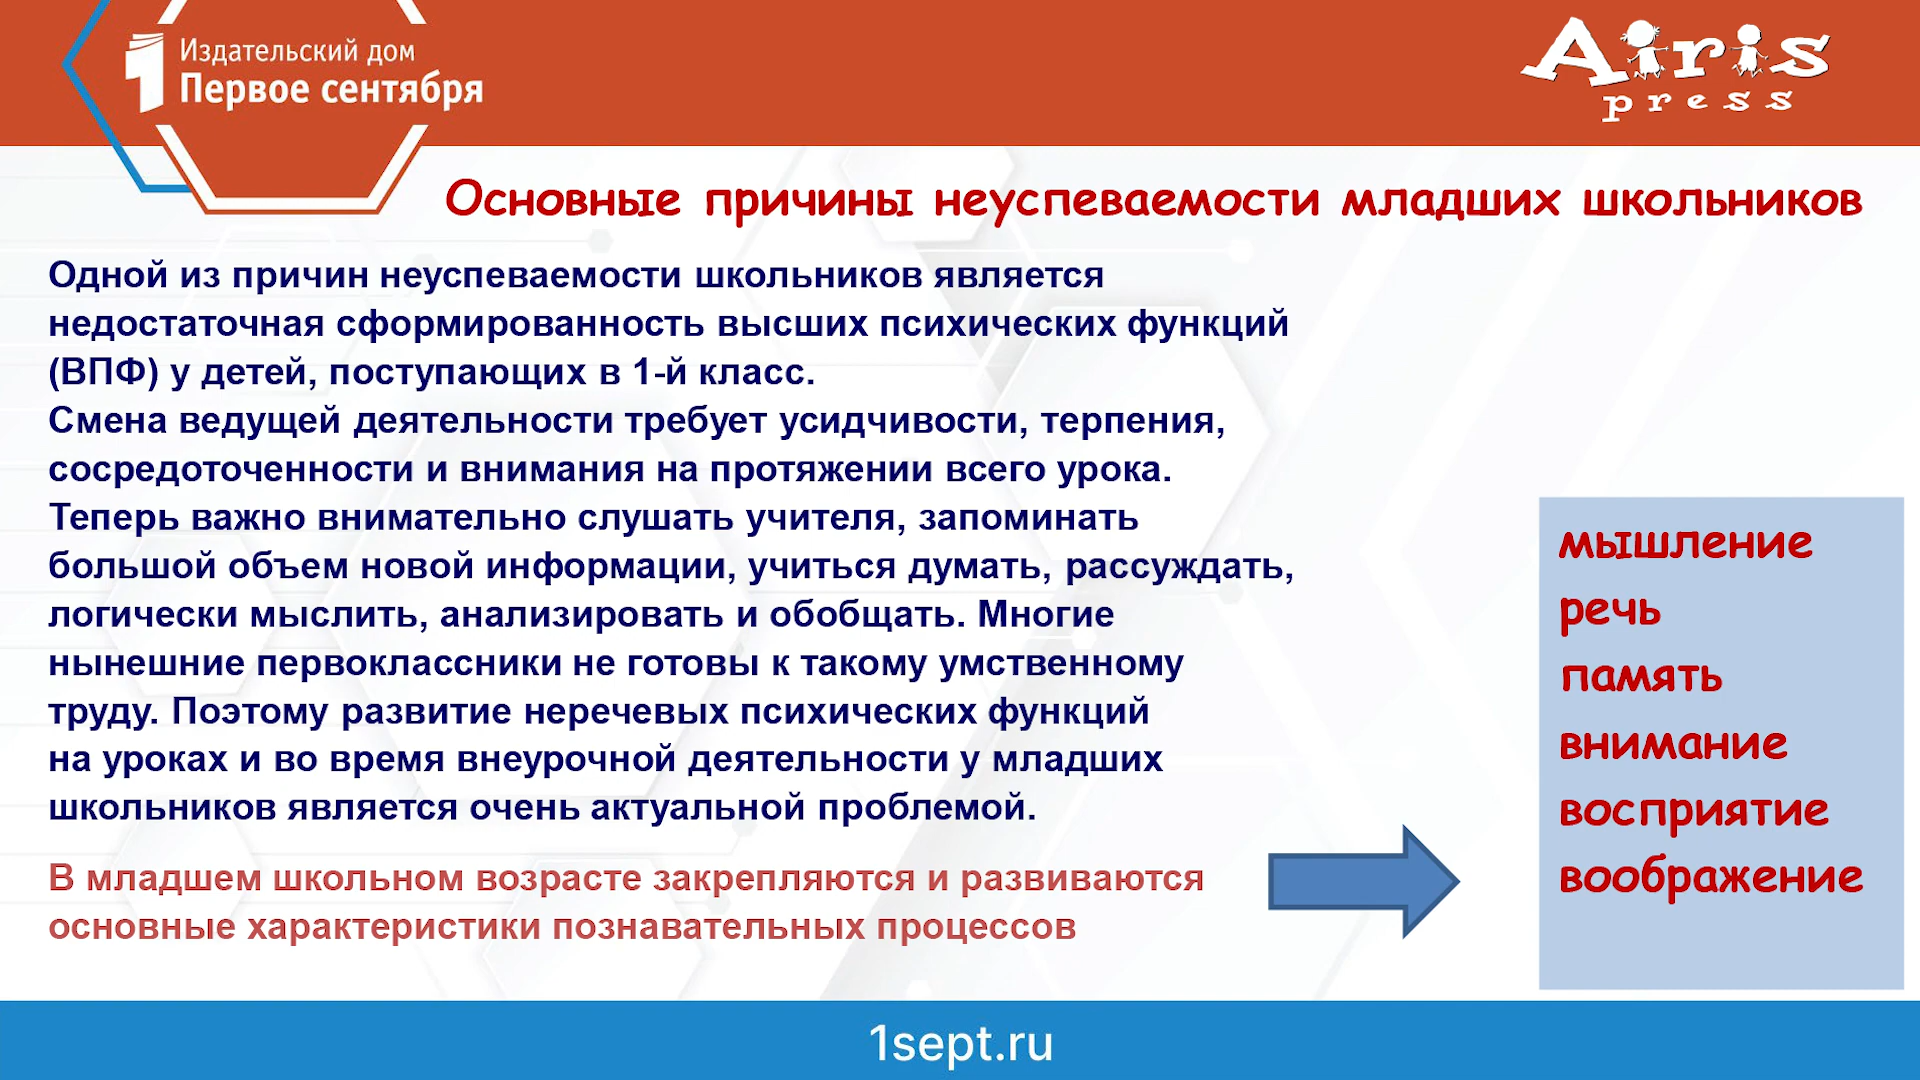 Издательский дом
Первое сентября
Airis
press
Основные причины неуспеваемости младших школьников
Одной из причин неуспеваемости школьников является
недостаточная сформированность высших психических функций
(ВПФ) у детей, поступающих в 1-й класс.
Смена ведущей деятельности требует усидчивости, терпения,
сосредоточенности и внимания на протяжении всего урока.
Теперь важно внимательно слушать учителя, запоминать
большой объем новой информации, учиться думать, рассуждать,
логически мыслить, анализировать и обобщать. Многие
нынешние первоклассники не готовы к такому умственному
труду. Поэтому развитие неречевых психических функций
на уроках и во время внеурочной деятельности у младших
школьников является очень актуальной проблемой.
В младшем школьном возрасте закрепляются и развиваются
основные характеристики познавательных процессов
мышление
речь
память
внимание
восприятие
воображение
1sept.ru